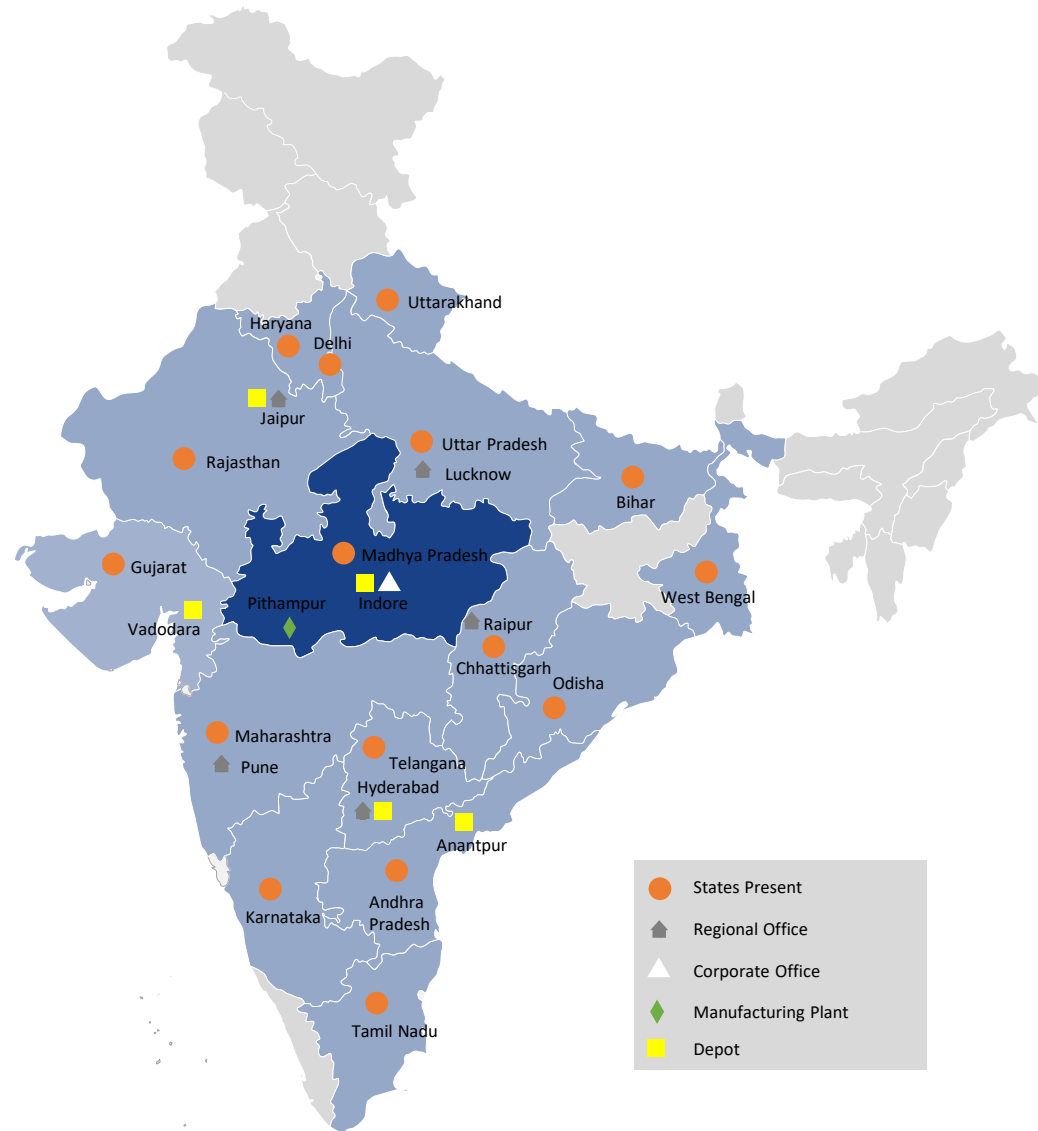 Uttarakhand
Haryana
Delhi
Jaipur
Uttar Pradesh
Rajasthan
Lucknow
Bihar
Madhya Pradesh
Gujarat
Indore
West Bengal
Pithampur
Vadodara
Raipur
Chhattisgarh
Odisha
Maharashtra
Telangana
Pune
Hyderabad
Anantpur
Karnataka
Andhra
Pradesh
Tamil Nadu
States Present
Regional Office
Corporate Office
Manufacturing Plant
Depot